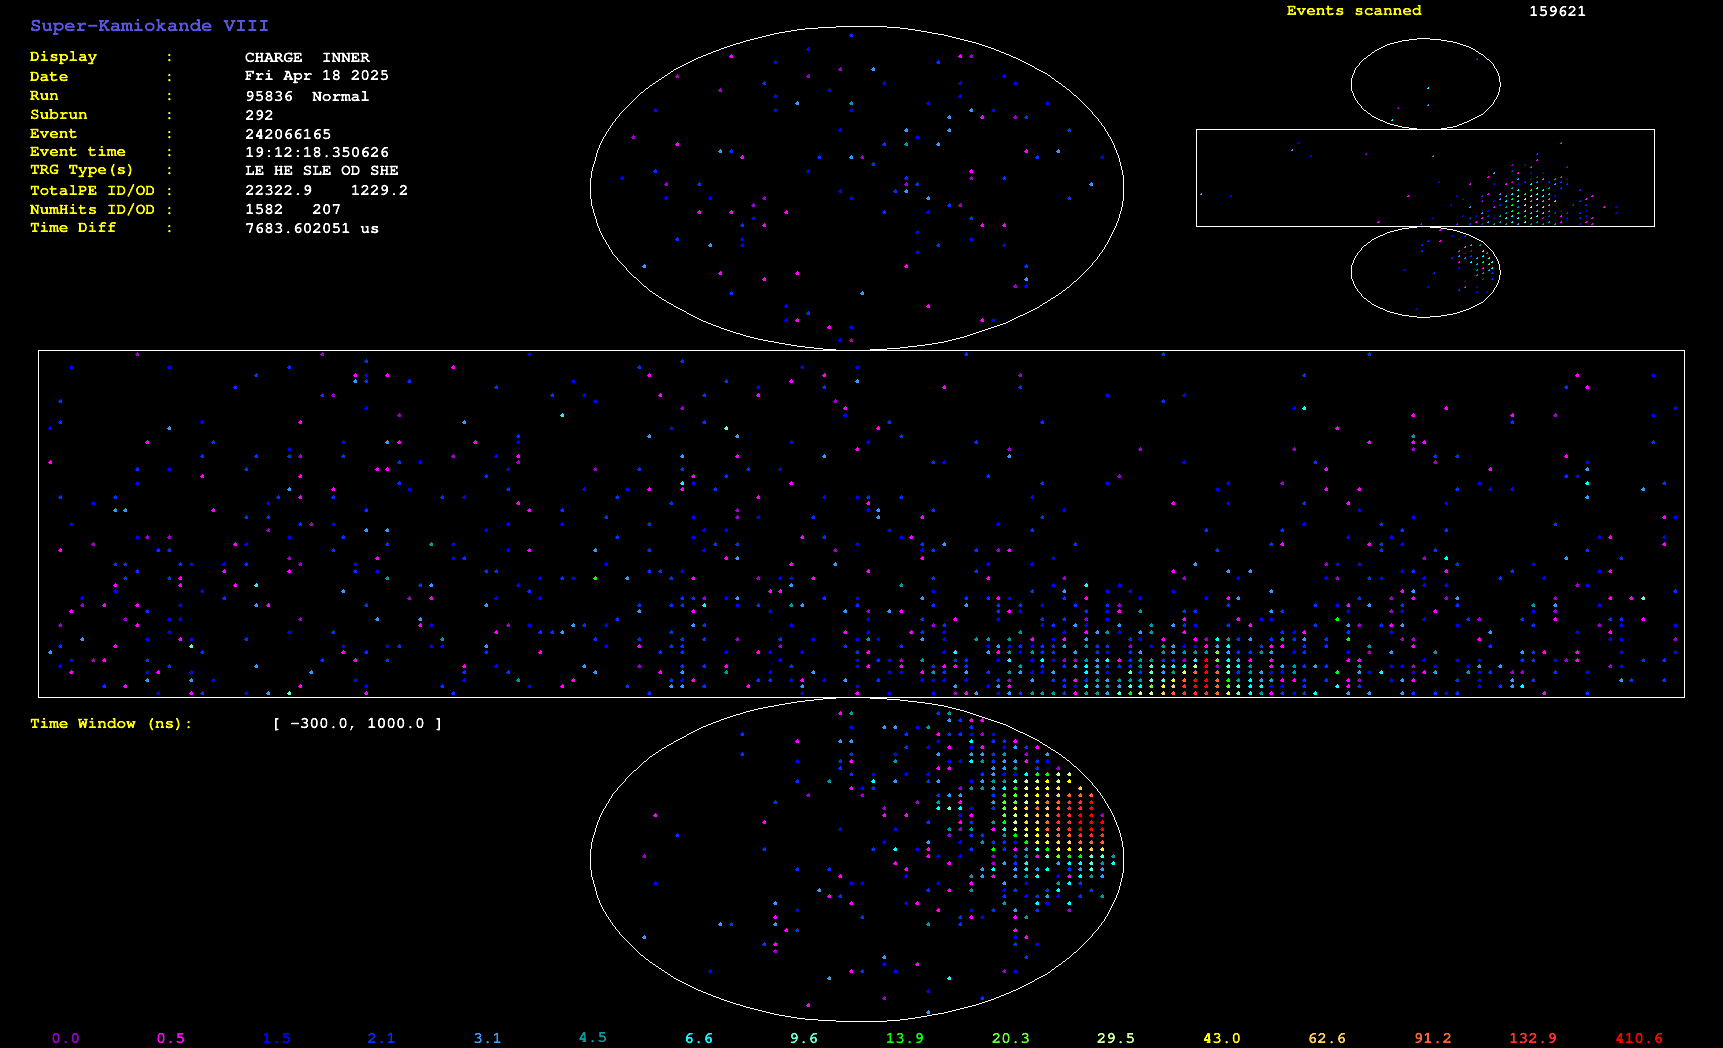 Super-Kamiokande VIII
Events scanned 159621
Display : CHARGE INNER
Date : Fri Apr 18 2025
Run : 95836 Normal
Subrun : 292
Event : 242066165
Event time : 19:12:18.350626
TRG Type(s) : LE HE SLE OD SHE
TotalPE ID/OD : 22322.9 1229.2
NumHits ID/OD : 1582 207
Time Diff : 7683.602051 us
Time Window (ns): [ -300.0, 1000.0 ]
0.0 0.5 1.5 2.1 3.1 4.5 6.6 9.6 13.9 20.3 29.5 43.0 62.6 91.2 132.9 410.6